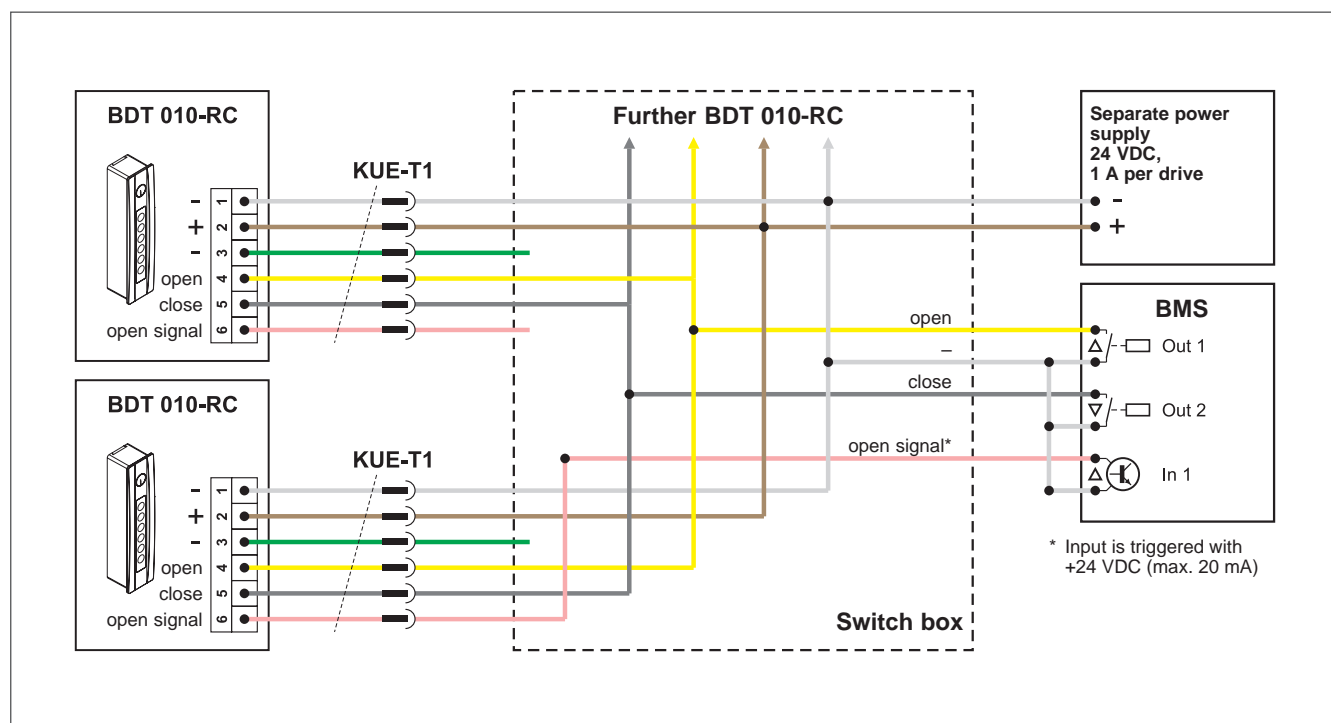 BDT 010-RC
KUE-T1
- 1
+ 2
- 3
open 4
close 5
open signal 6
BDT 010-RC
KUE-T1
- 1
+ 2
- 3
open 4
close 5
open signal 6
Further BDT 010-RC
open
–
close
open signal*
Switch box
Separate power
supply
24 VDC,
1 A per drive
-
+
BMS
Out 1
Out 2
In 1
* Input is triggered with
+24 VDC (max. 20 mA)